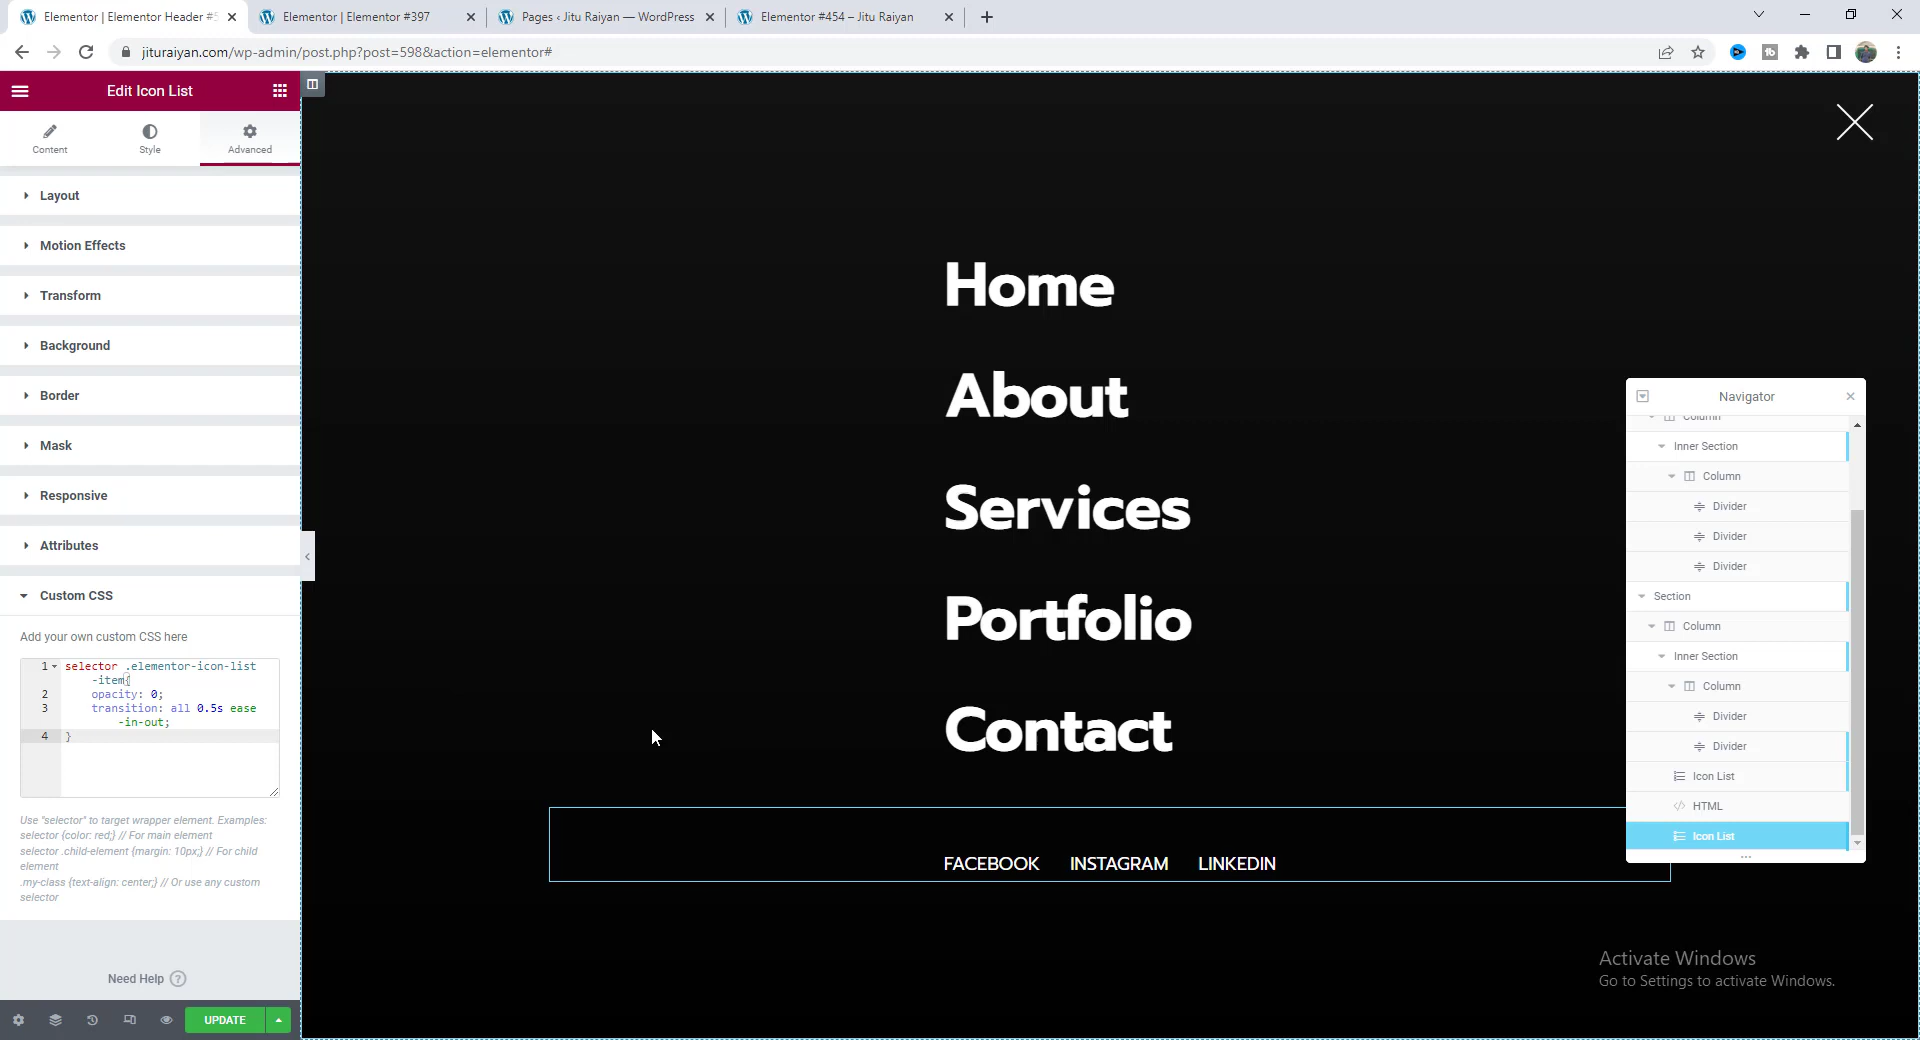 Elementor | Elementor Header #5
Elementor | Elementor #397
Pages ‹ Jitu Raiyan — WordPress
Elementor #454 – Jitu Raiyan
jituraiyan.com/wp-admin/post.php?post=598&action=elementor#
Edit Icon List
Content
Style
Advanced
Layout
Motion Effects
Transform
Background
Border
Mask
Responsive
Attributes
Custom CSS
Add your own custom CSS here
1 selector .elementor-icon-list
-item{
2 opacity: 0;
3 transition: all 0.5s ease
-in-out;
4 }
Use "selector" to target wrapper element. Examples:
selector {color: red;} // For main element
selector .child-element {margin: 10px;} // For child
element
.my-class {text-align: center;} // Or use any custom
selector
Need Help ?
UPDATE
Home
About
Services
Portfolio
Contact
FACEBOOK INSTAGRAM LINKEDIN
Navigator
Column
Inner Section
Column
Divider
Divider
Divider
Section
Column
Inner Section
Column
Divider
Divider
Icon List
</> HTML
Icon List
Activate Windows
Go to Settings to activate Windows.